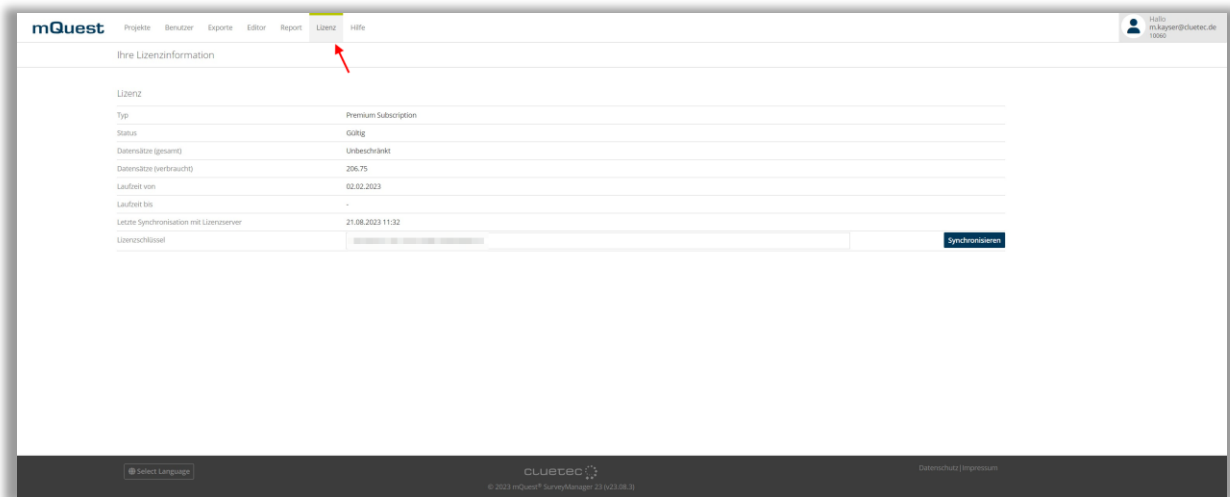 mQuest Projekte Benutzer Exporte Editor Report Lizenz Hilfe
Hallo
m.kayser@cluetec.de
10060
Ihre Lizenzinformation
Lizenz
Typ Premium Subscription
Status Gültig
Datensätze (gesamt) Unbeschränkt
Datensätze (verbraucht) 206.75
Laufzeit von 02.02.2023
Laufzeit bis -
Letzte Synchronisation mit Lizenzserver 21.08.2023 11:32
Lizenzschlüssel Synchronisieren
Select Language cluetec Datenschutz|Impressum
© 2023 mQuest® SurveyManager 23 (v23.08.3)